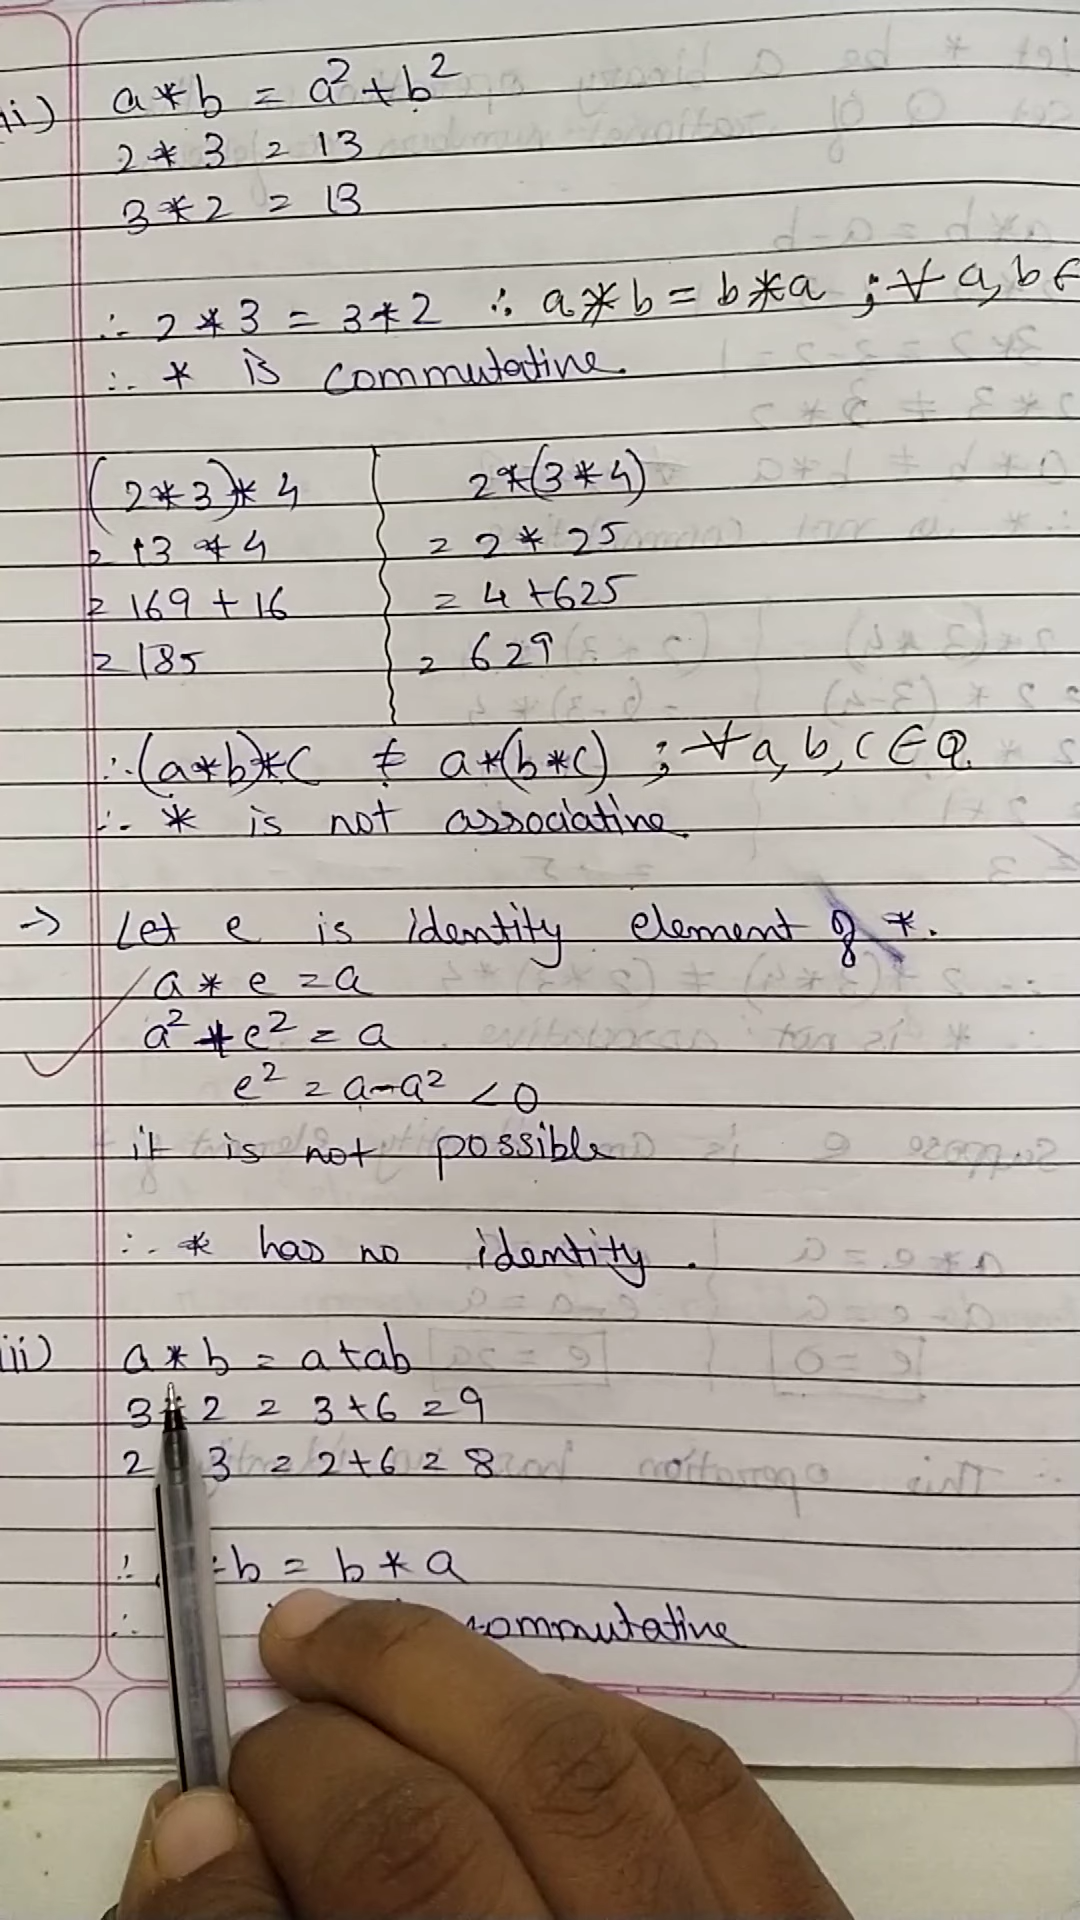 ii) a * b = a² + b²
2 * 3 = 13
3 * 2 = 13
∴ 2 * 3 = 3 * 2 ∴ a * b = b * a ; ∀ a, b ∈
∴ * is commutative.
(2 * 3) * 4 2 * (3 * 4)
= 13 * 4 = 2 * 25
= 169 + 16 = 4 + 625
= 185 = 629
∴ (a * b) * c ≠ a * (b * c) ; ∀ a, b, c ∈ Q
∴ * is not associative
→ Let e is identity element of *.
a * e = a
a² + e² = a
e² = a - a² < 0
it is not possible
∴ * has no identity.
iii) a * b = a + ab
3 * 2 = 3 + 6 = 9
2 3 = 2 + 6 = 8
∴ b = b * a
∴ commutative